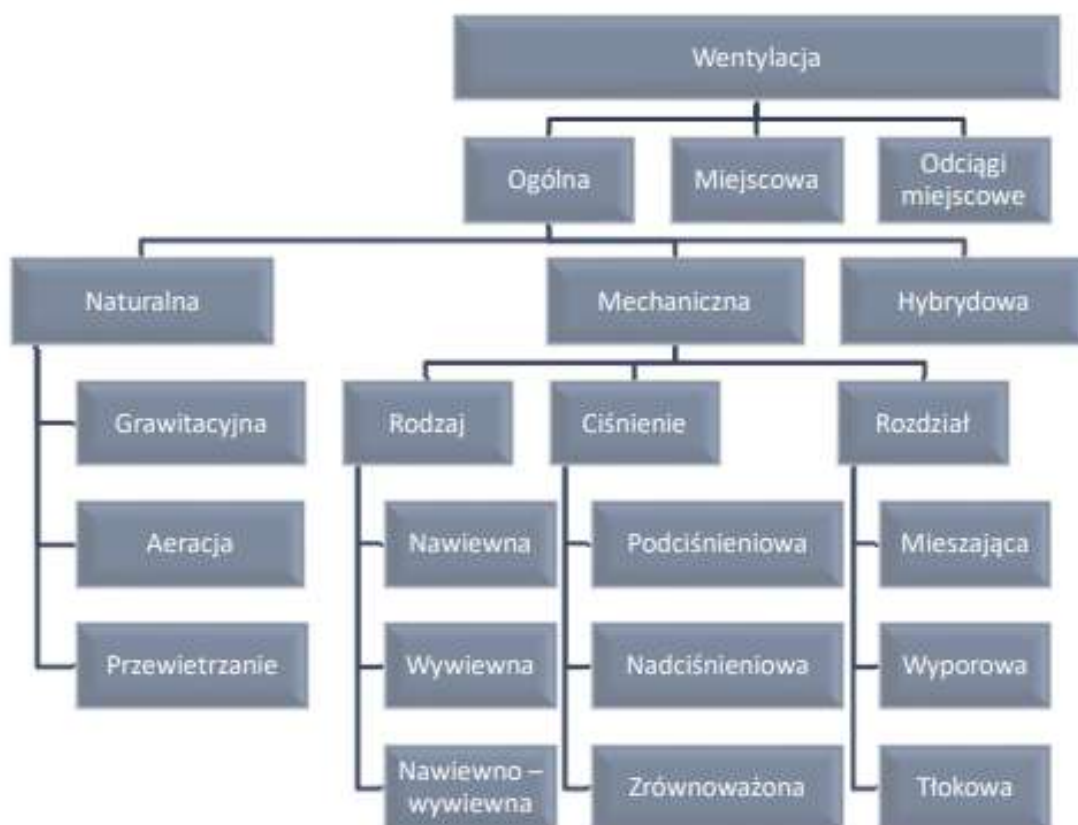 Wentylacja
Ogólna
Miejscowa
Odciągi
miejscowe
Naturalna
Mechaniczna
Hybrydowa
Grawitacyjna
Aeracja
Przewietrzanie
Rodzaj
Nawiewna
Wywiewna
Nawiewno –
wywiewna
Ciśnienie
Podciśnieniowa
Nadciśnieniowa
Zrównoważona
Rozdział
Mieszająca
Wyporowa
Tłokowa